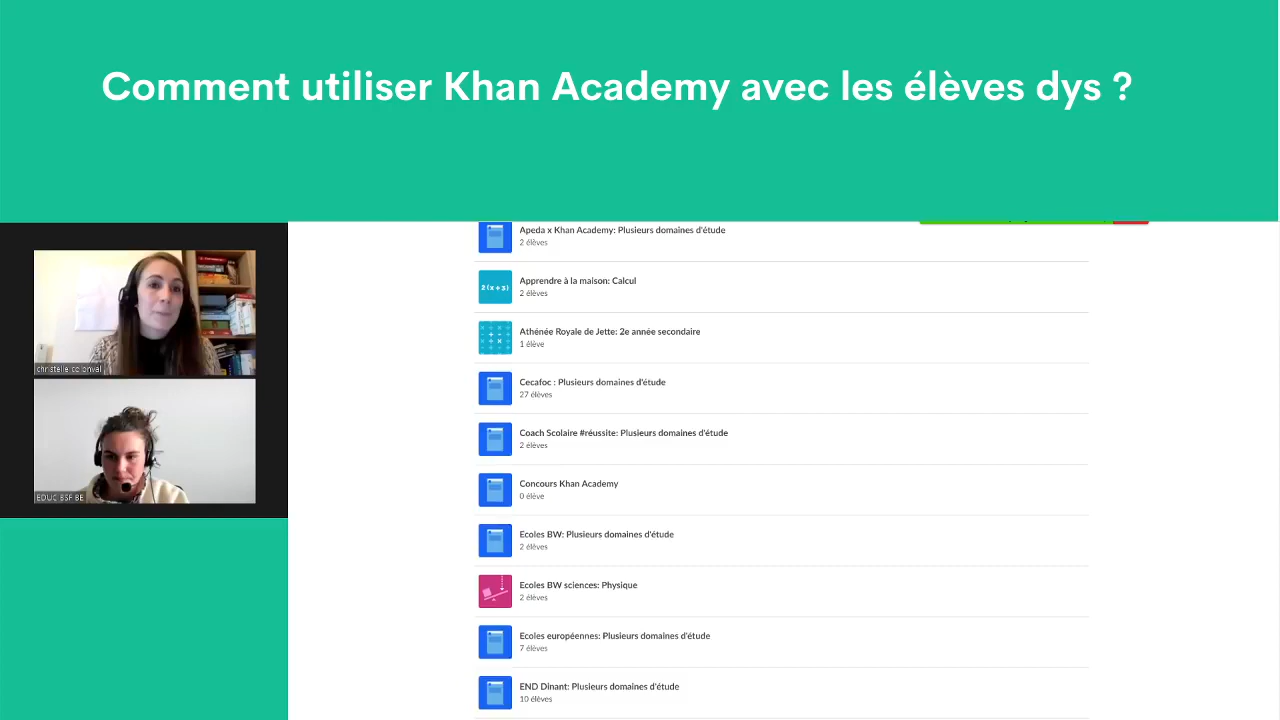 Comment utiliser Khan Academy avec les élèves dys ?
christelle colonval
EDUC BSF BE
Apeda x Khan Academy: Plusieurs domaines d'étude
2 élèves
2(x+3)
Apprendre à la maison: Calcul
2 élèves
Athénée Royale de Jette: 2e année secondaire
1 élève
Cecafoc : Plusieurs domaines d'étude
27 élèves
Coach Scolaire #réussite: Plusieurs domaines d'étude
2 élèves
Concours Khan Academy
0 élève
Ecoles BW: Plusieurs domaines d'étude
2 élèves
Ecoles BW sciences: Physique
2 élèves
Ecoles européennes: Plusieurs domaines d'étude
7 élèves
END Dinant: Plusieurs domaines d'étude
10 élèves